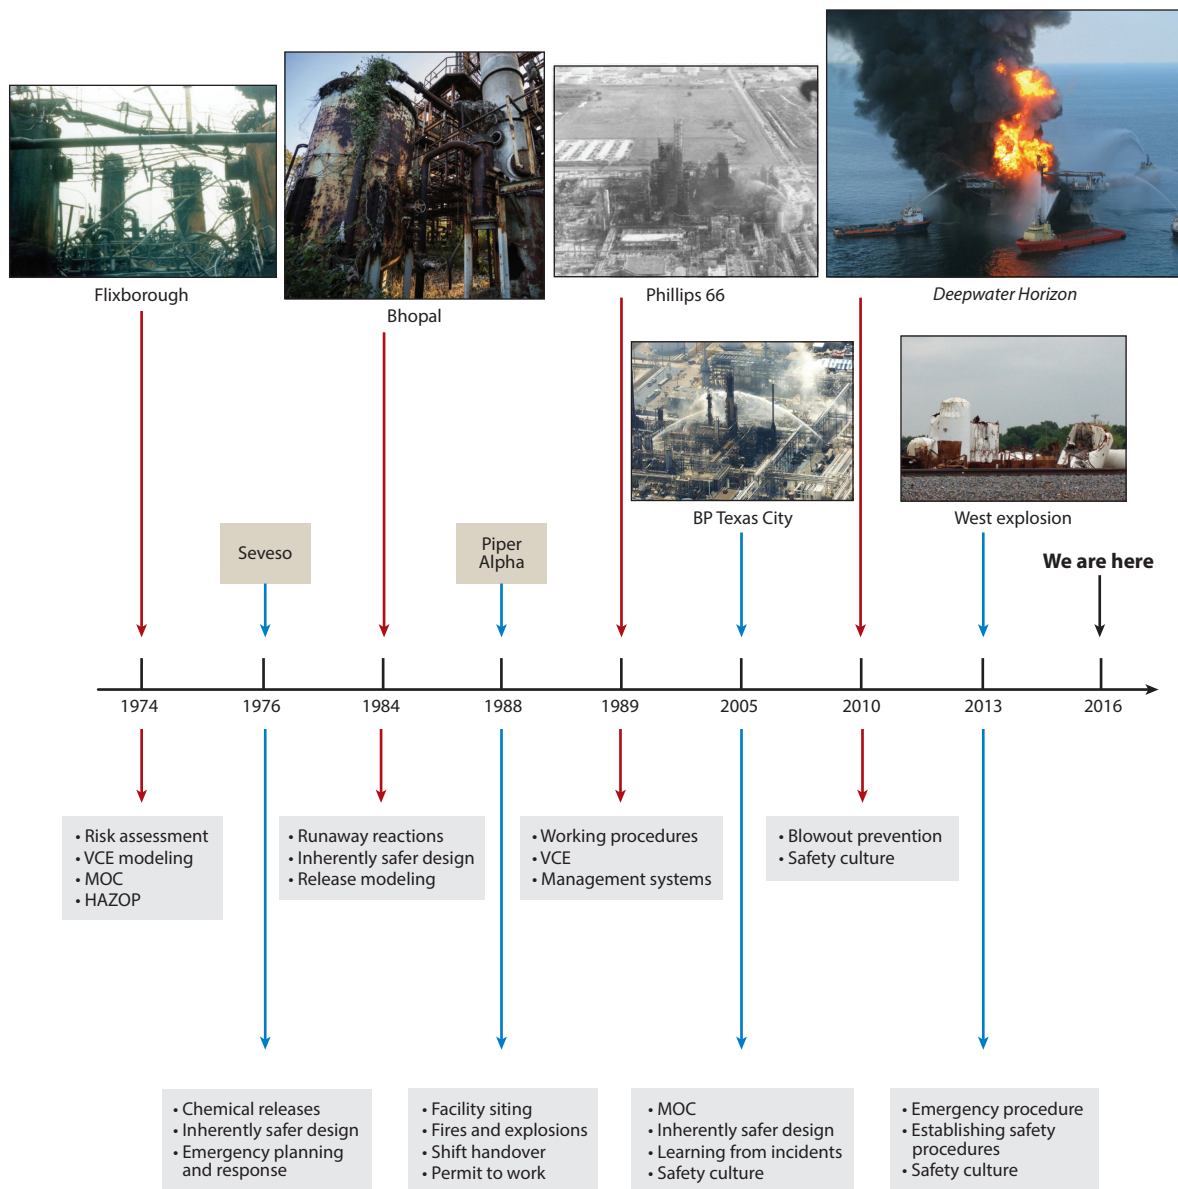 Flixborough
Bhopal
Phillips 66
Deepwater Horizon
BP Texas City
West explosion
Seveso
Piper
Alpha
We are here
1974
1976
1984
1988
1989
2005
2010
2013
2016
• Risk assessment
• VCE modeling
• MOC
• HAZOP
• Runaway reactions
• Inherently safer design
• Release modeling
• Working procedures
• VCE
• Management systems
• Blowout prevention
• Safety culture
• Chemical releases
• Inherently safer design
• Emergency planning
and response
• Facility siting
• Fires and explosions
• Shift handover
• Permit to work
• MOC
• Inherently safer design
• Learning from incidents
• Safety culture
• Emergency procedure
• Establishing safety
procedures
• Safety culture